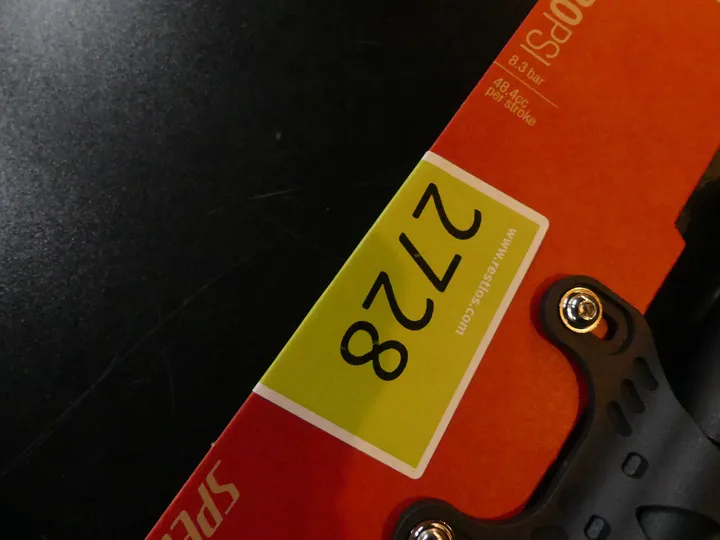 PSI
8.3 bar
48.4cc
per stroke
www.restlos.com
2728